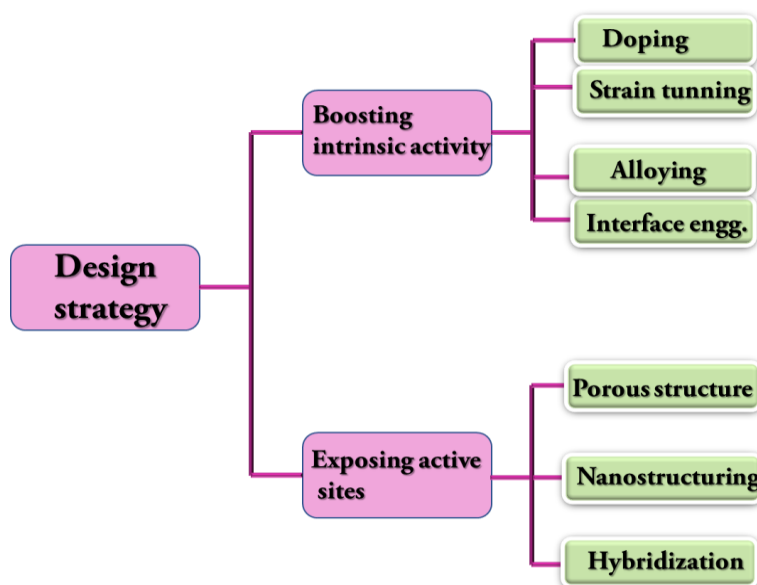 Design
strategy
Boosting
intrinsic activity
Doping
Strain tunning
Alloying
Interface engg.
Exposing active
sites
Porous structure
Nanostructuring
Hybridization